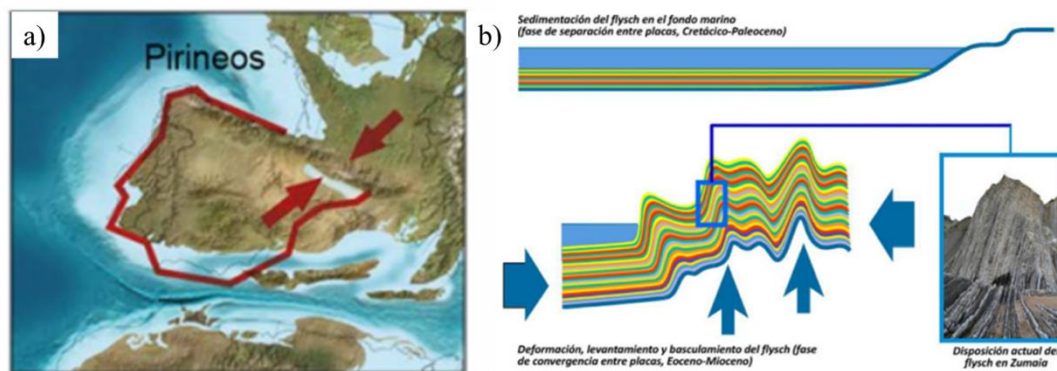 a)
Pirineos
b)
Sedimentación del flysch en el fondo marino
(fase de separación entre placas, Cretácico-Paleoceno)
Deformación, levantamiento y basculamiento del flysch (fase
de convergencia entre placas, Eoceno-Mioceno)
Disposición actual del
flysch en Zumaia